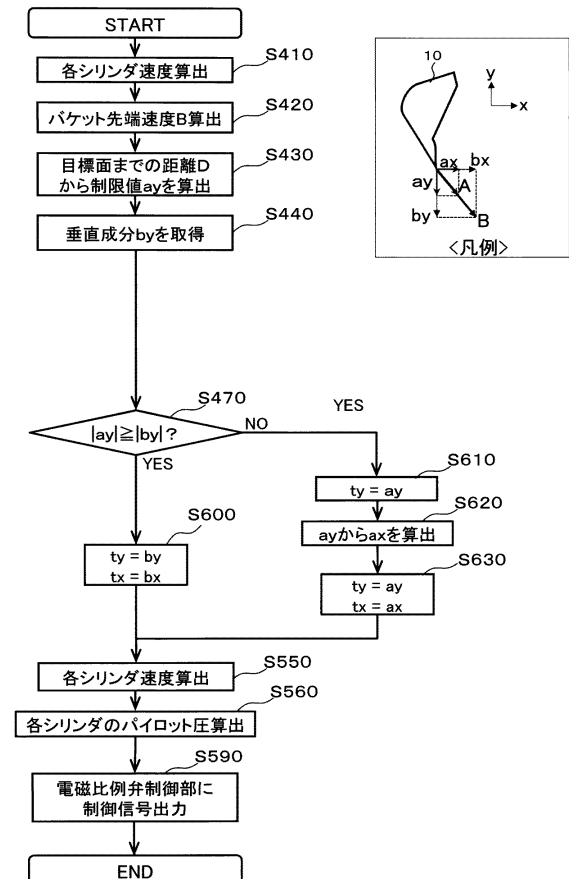 START
各シリンダ速度算出
S410
バケット先端速度B算出
S420
目標面までの距離D
から制限値ayを算出
S430
垂直成分byを取得
S440
|ay|≧|by|?
S470
NO
YES
YES
ty = ay
S610
ayからaxを算出
S620
ty = ay
tx = ax
S630
ty = by
tx = bx
S600
各シリンダ速度算出
S550
各シリンダのパイロット圧算出
S560
電磁比例弁制御部に
制御信号出力
S590
END
10
y
x
ax
bx
ay
A
by
B
<凡例>